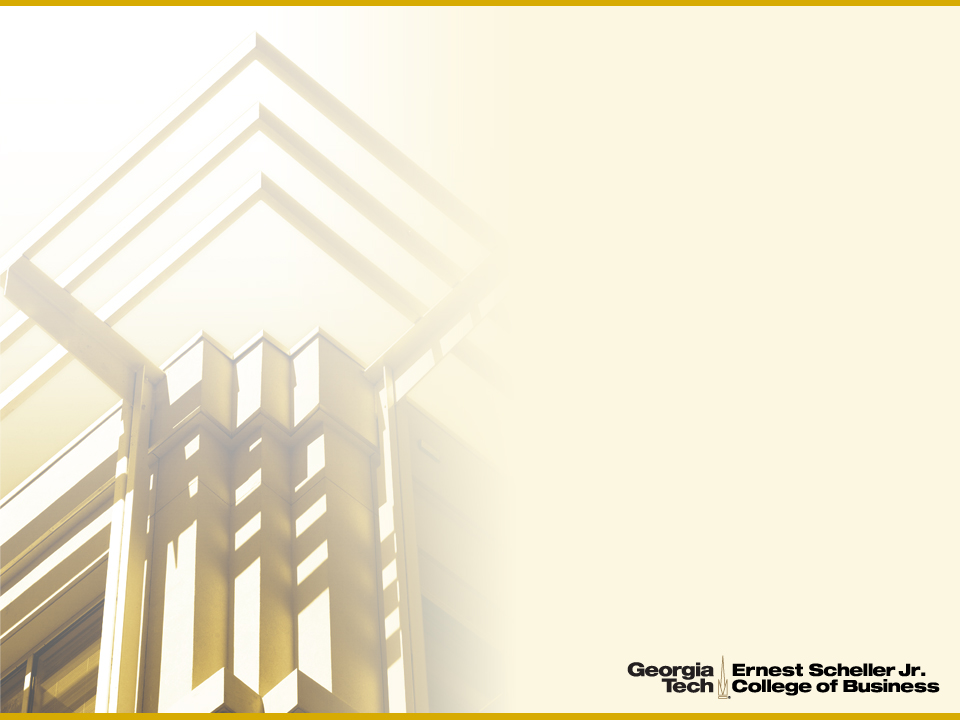 Georgia Tech
Ernest Scheller Jr.
College of Business